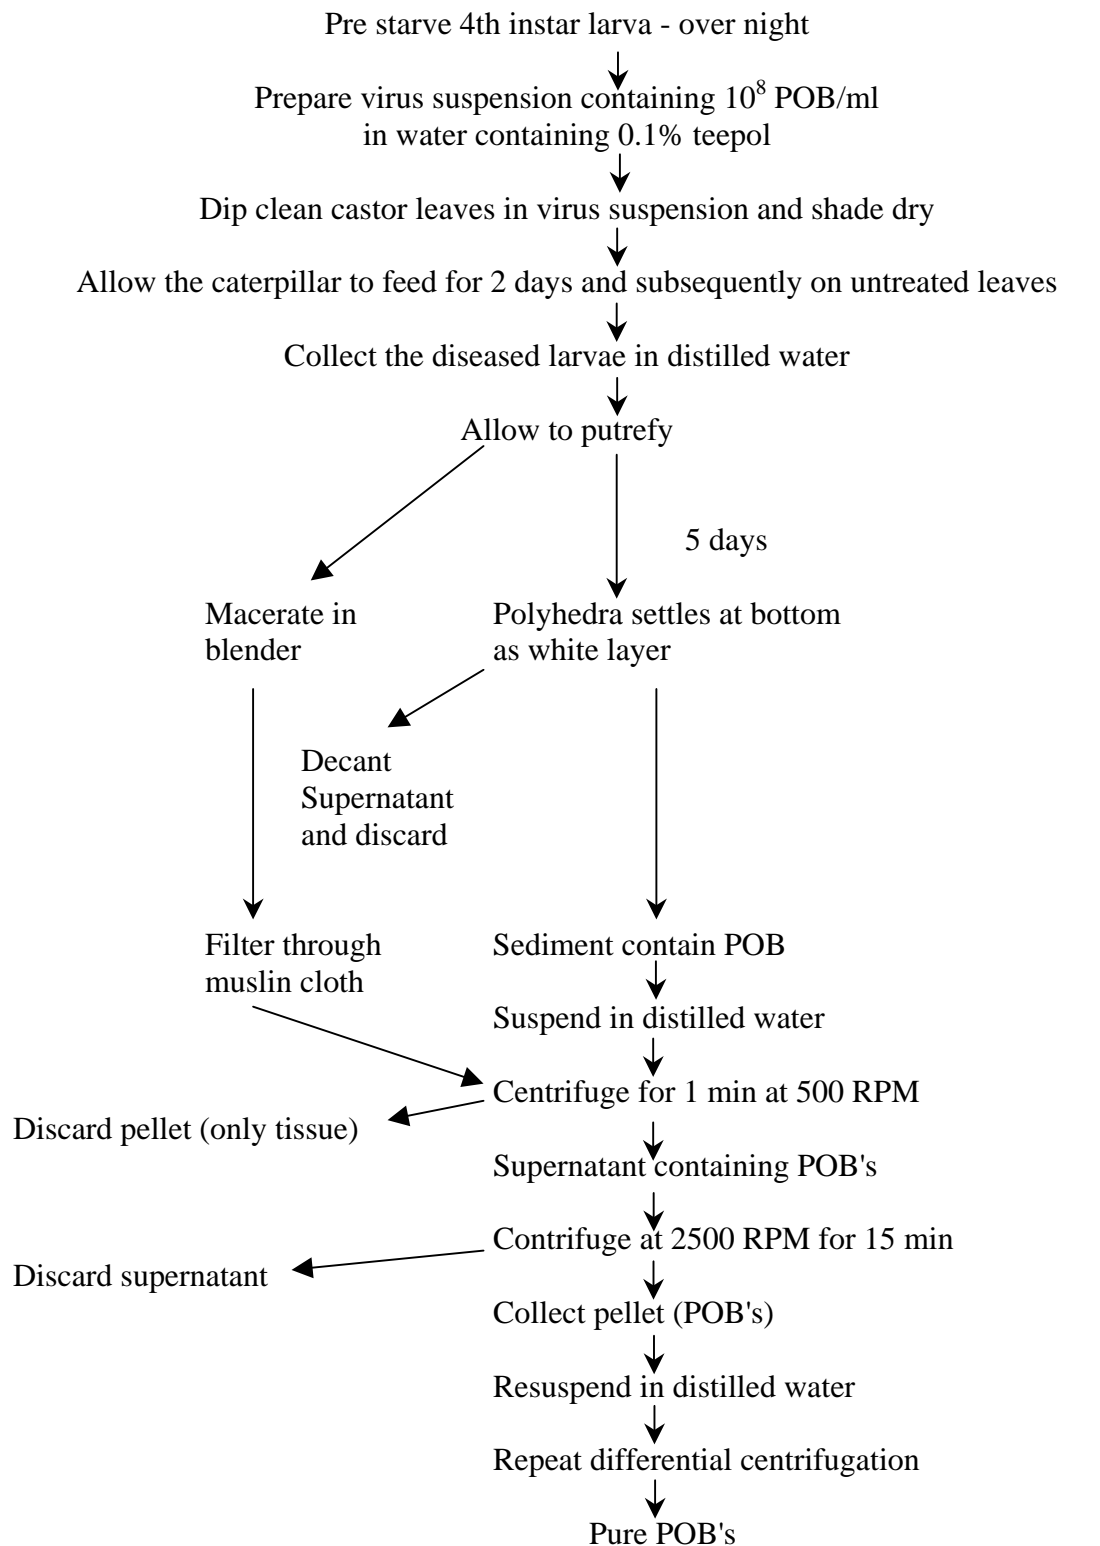 Pre starve 4th instar larva - over night
Prepare virus suspension containing 10⁸ POB/ml
in water containing 0.1% teepol
Dip clean castor leaves in virus suspension and shade dry
Allow the caterpillar to feed for 2 days and subsequently on untreated leaves
Collect the diseased larvae in distilled water
Allow to putrefy
5 days
Macerate in
blender
Polyhedra settles at bottom
as white layer
Decant
Supernatant
and discard
Filter through
muslin cloth
Sediment contain POB
Suspend in distilled water
Centrifuge for 1 min at 500 RPM
Discard pellet (only tissue)
Supernatant containing POB's
Contrifuge at 2500 RPM for 15 min
Discard supernatant
Collect pellet (POB's)
Resuspend in distilled water
Repeat differential centrifugation
Pure POB's